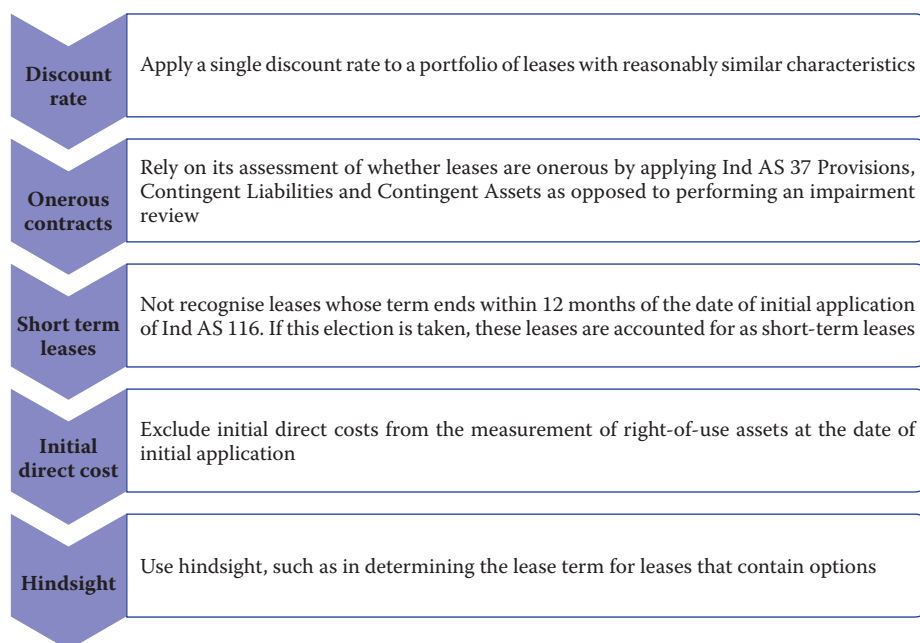 Discount
rate
Apply a single discount rate to a portfolio of leases with reasonably similar characteristics
Onerous
contracts
Rely on its assessment of whether leases are onerous by applying Ind AS 37 Provisions,
Contingent Liabilities and Contingent Assets as opposed to performing an impairment
review
Short term
leases
Not recognise leases whose term ends within 12 months of the date of initial application
of Ind AS 116. If this election is taken, these leases are accounted for as short-term leases
Initial
direct cost
Exclude initial direct costs from the measurement of right-of-use assets at the date of
initial application
Hindsight
Use hindsight, such as in determining the lease term for leases that contain options